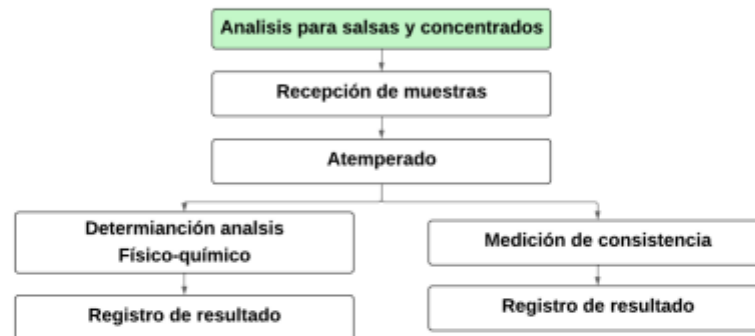 Analisis para salsas y concentrados
Recepción de muestras
Atemperado
Determianción analsis
Físico-químico
Medición de consistencia
Registro de resultado
Registro de resultado